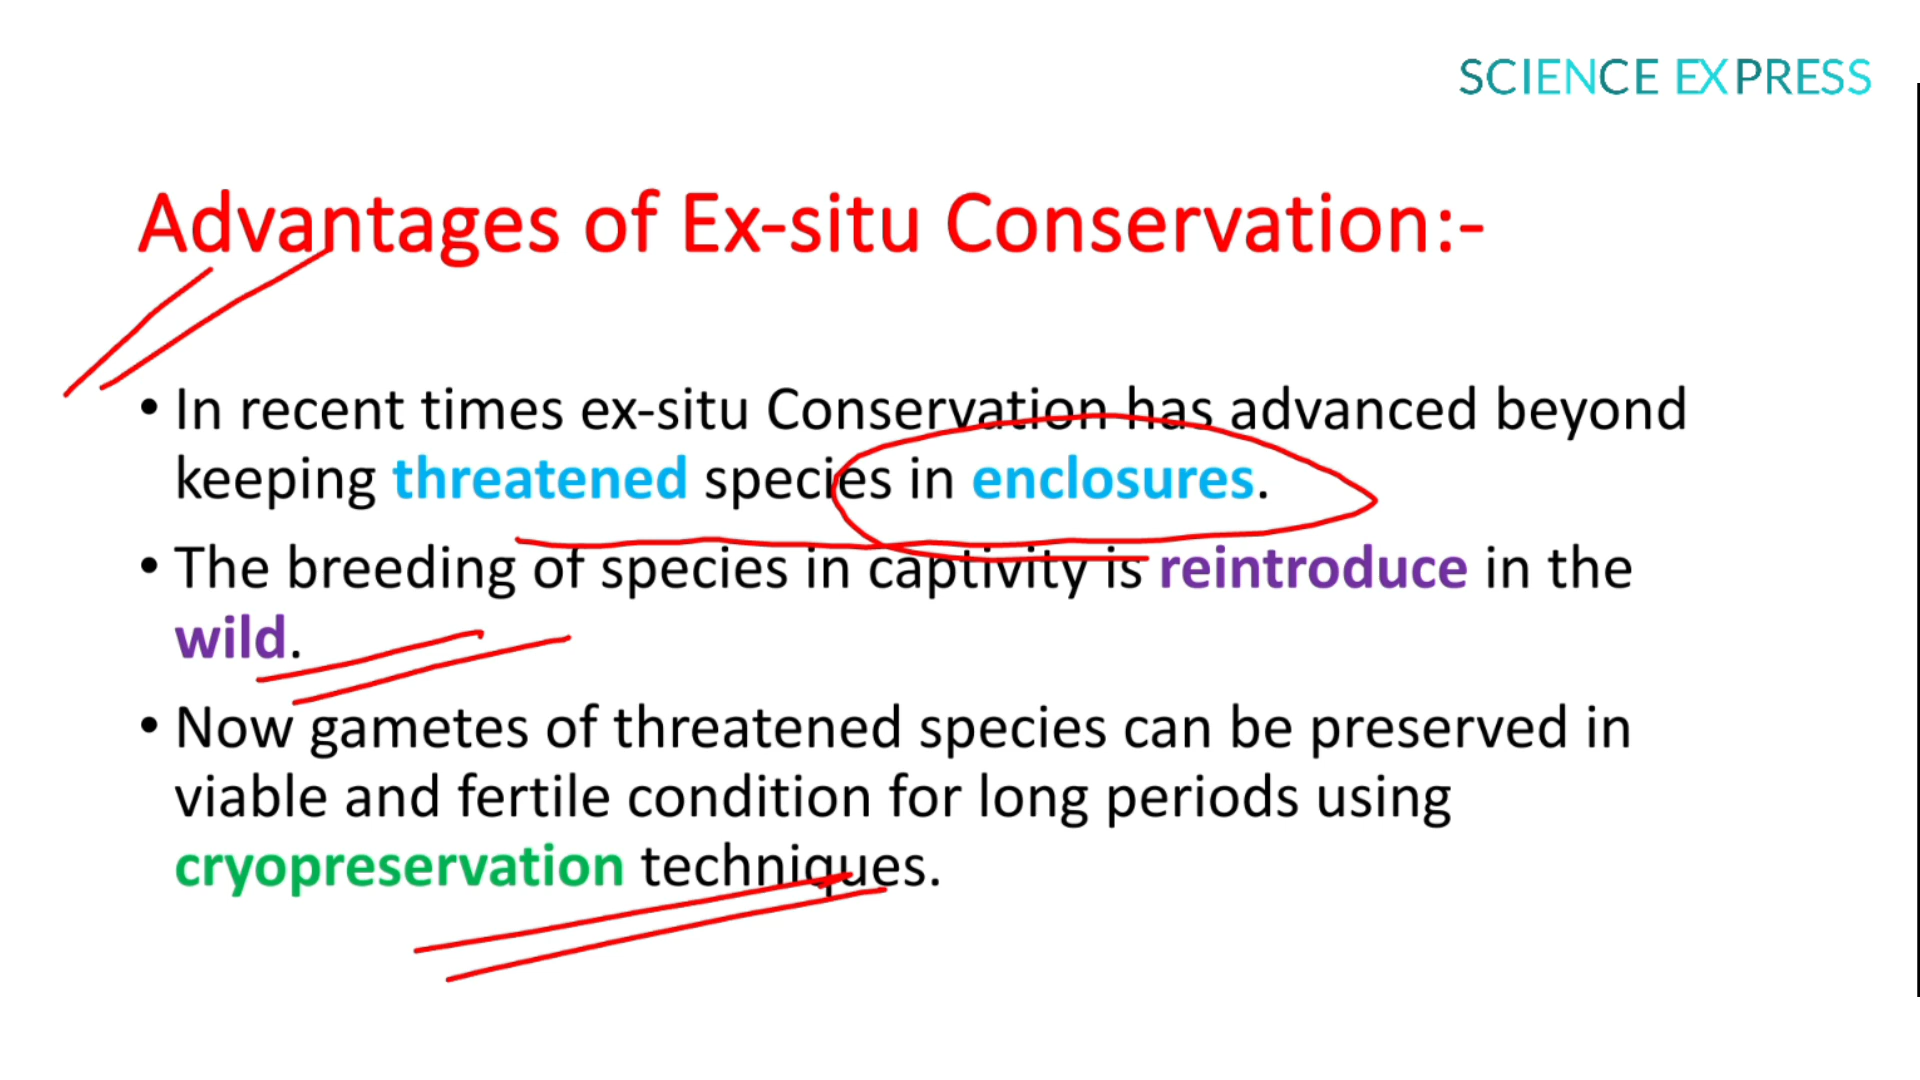 SCIENCE EXPRESS
Advantages of Ex-situ Conservation:-
• In recent times ex-situ Conservation has advanced beyond
keeping threatened species in enclosures.
• The breeding of species in captivity is reintroduce in the
wild.
• Now gametes of threatened species can be preserved in
viable and fertile condition for long periods using
cryopreservation techniques.